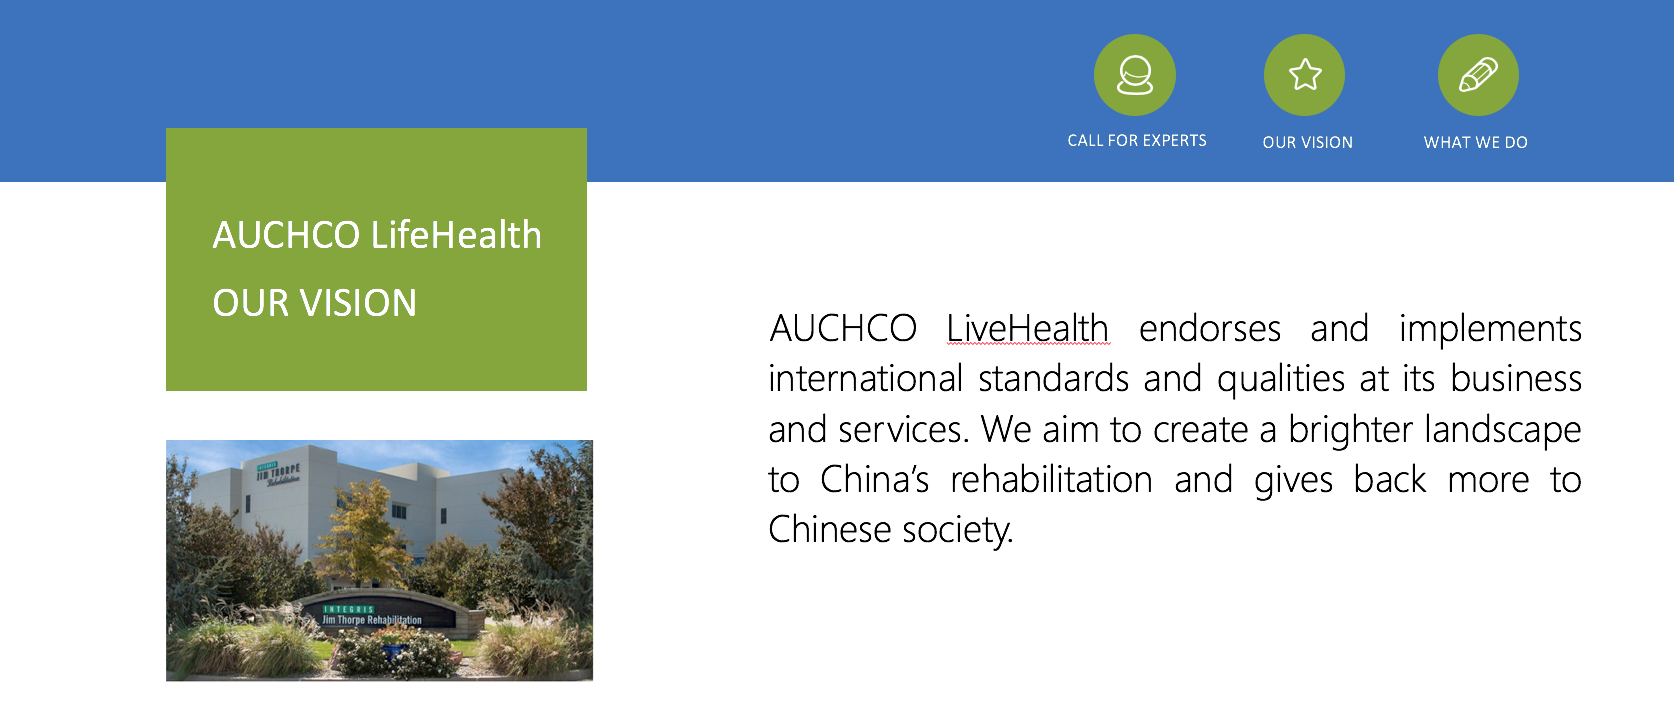 CALL FOR EXPERTS
OUR VISION
WHAT WE DO
AUCHCO LifeHealth
OUR VISION
AUCHCO LiveHealth endorses and implements
international standards and qualities at its business
and services. We aim to create a brighter landscape
to China’s rehabilitation and gives back more to
Chinese society.
INTEGRIS
JIM THORPE
Rehabilitation
INTEGRIS
Jim Thorpe Rehabilitation